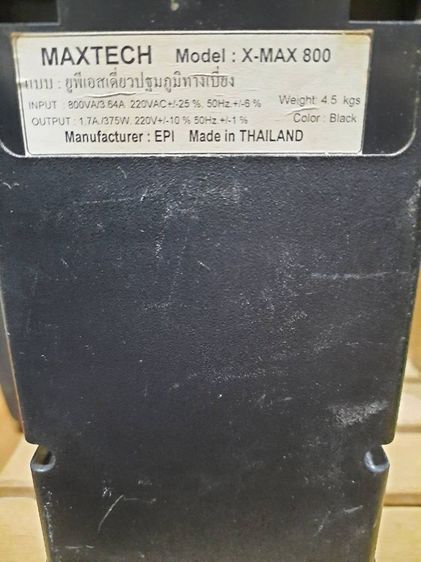 MAXTECH Model : X-MAX 800
แบบ : ยูพีเอสเดี่ยวปฐมภูมิทางเบี่ยง
INPUT : 800VA/3.64A, 220VAC+/-25 %, 50Hz.+/-6 % Weight: 4.5 kgs
OUTPUT : 1.7A./375W, 220V+/-10 % 50Hz +/-1 % Color : Black
Manufacturer : EPI Made in THAILAND